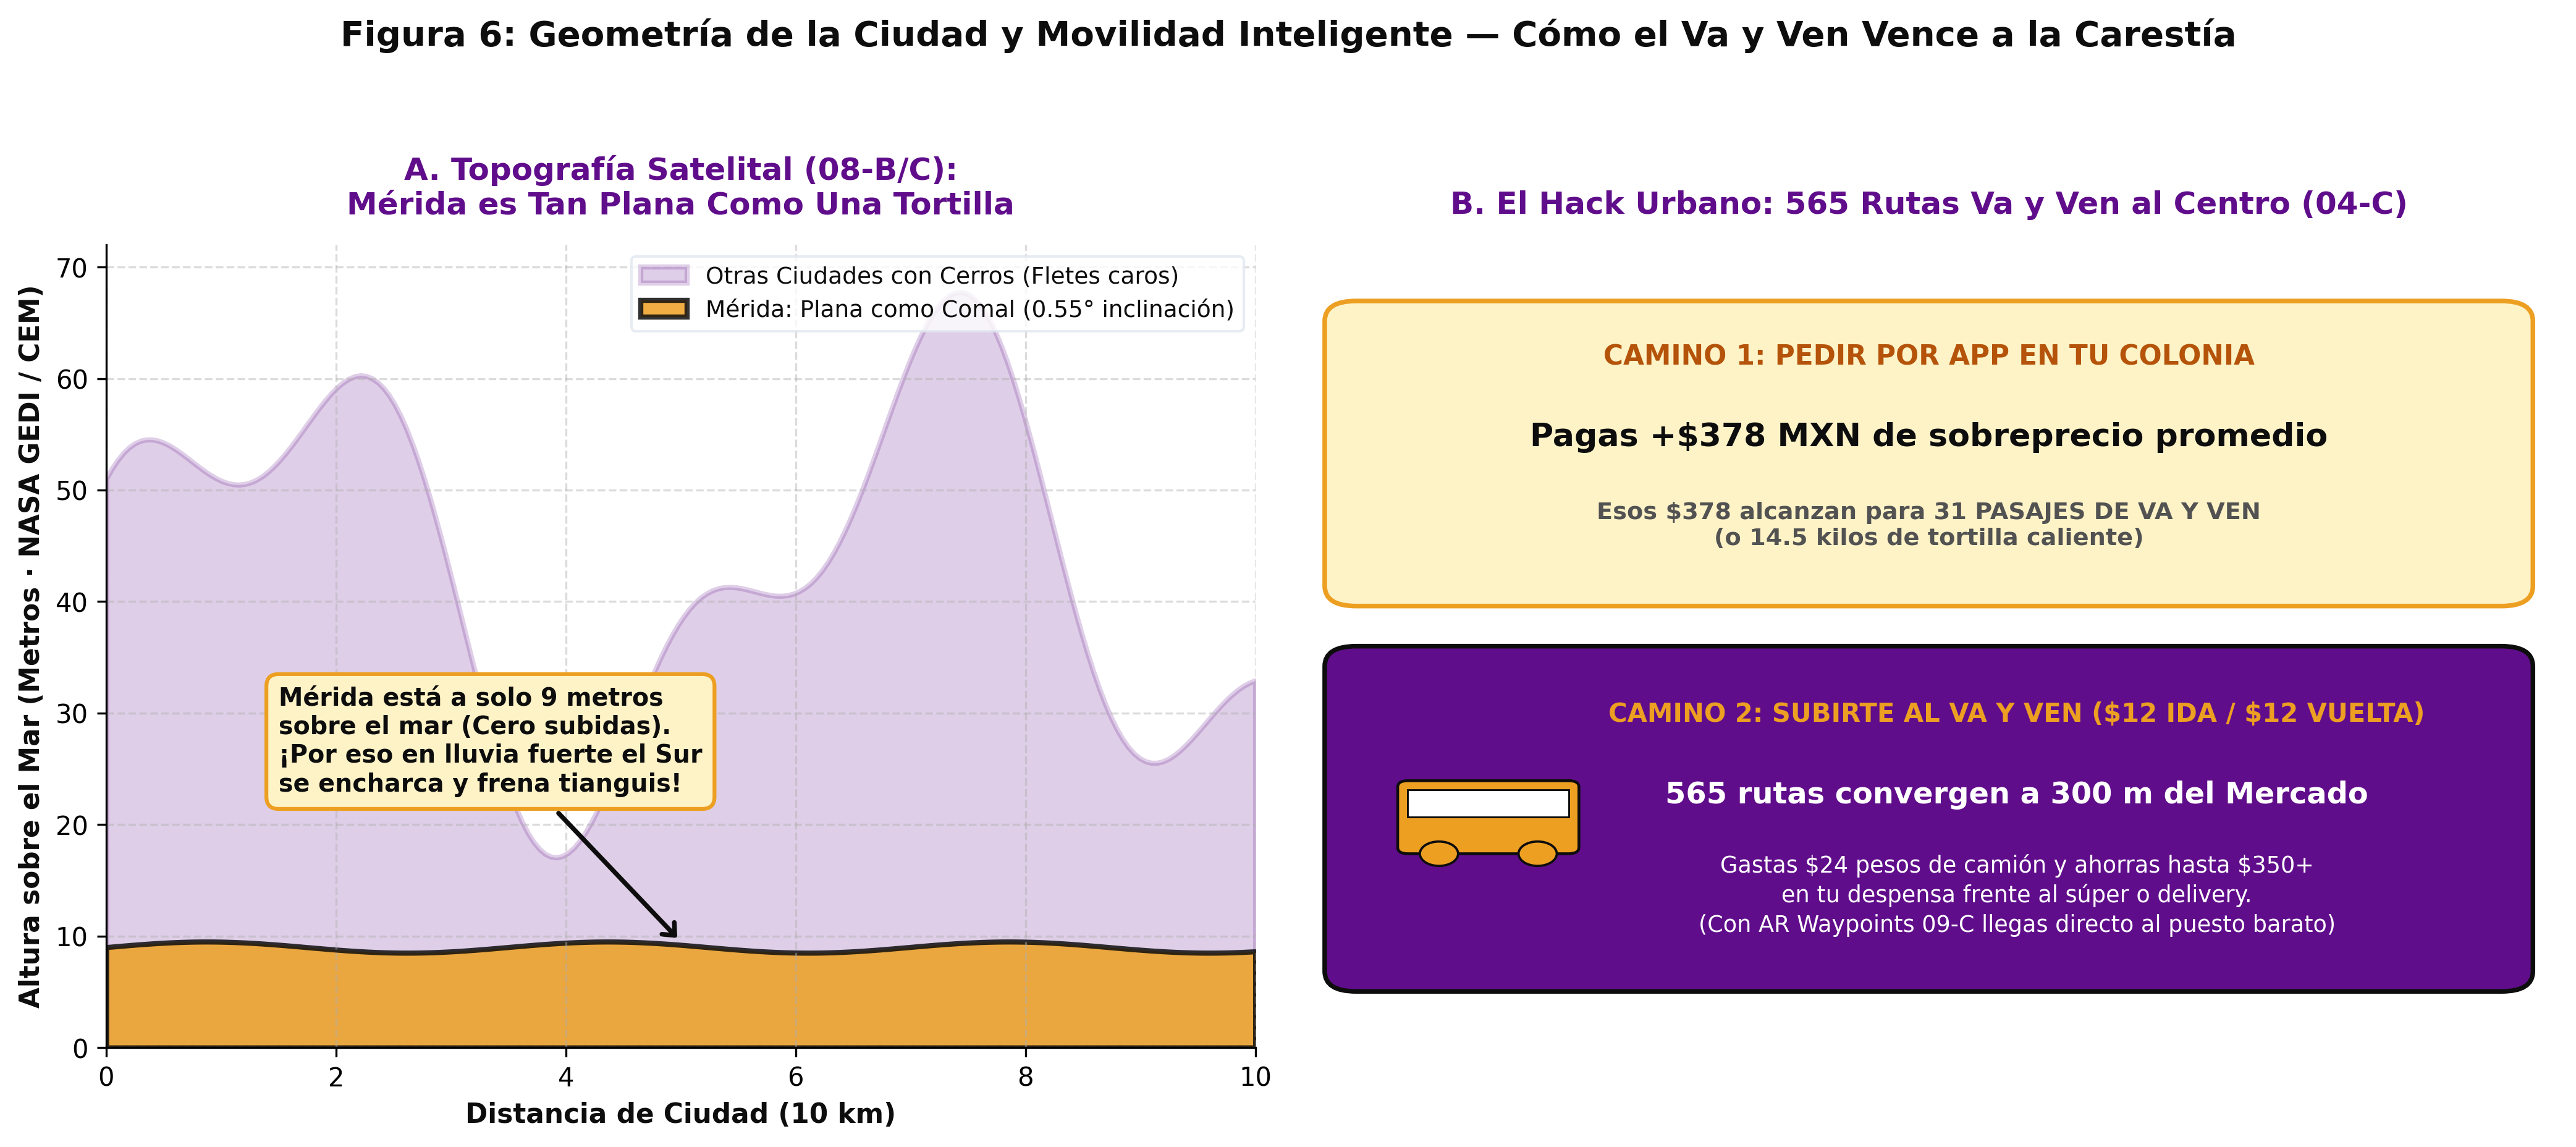 Figura 6: Geometría de la Ciudad y Movilidad Inteligente — Cómo el Va y Ven Vence a la Carestía
A. Topografía Satelital (08-B/C):
Mérida es Tan Plana Como Una Tortilla
Altura sobre el Mar (Metros · NASA GEDI / CEM)
70
60
50
40
30
20
10
0
Otras Ciudades con Cerros (Fletes caros)
Mérida: Plana como Comal (0.55° inclinación)
Mérida está a solo 9 metros
sobre el mar (Cero subidas).
¡Por eso en lluvia fuerte el Sur
se encharca y frena tianguis!
0
2
4
6
8
10
Distancia de Ciudad (10 km)
B. El Hack Urbano: 565 Rutas Va y Ven al Centro (04-C)
CAMINO 1: PEDIR POR APP EN TU COLONIA
Pagas +$378 MXN de sobreprecio promedio
Esos $378 alcanzan para 31 PASAJES DE VA Y VEN
(o 14.5 kilos de tortilla caliente)
CAMINO 2: SUBIRTE AL VA Y VEN ($12 IDA / $12 VUELTA)
565 rutas convergen a 300 m del Mercado
Gastas $24 pesos de camión y ahorras hasta $350+
en tu despensa frente al súper o delivery.
(Con AR Waypoints 09-C llegas directo al puesto barato)